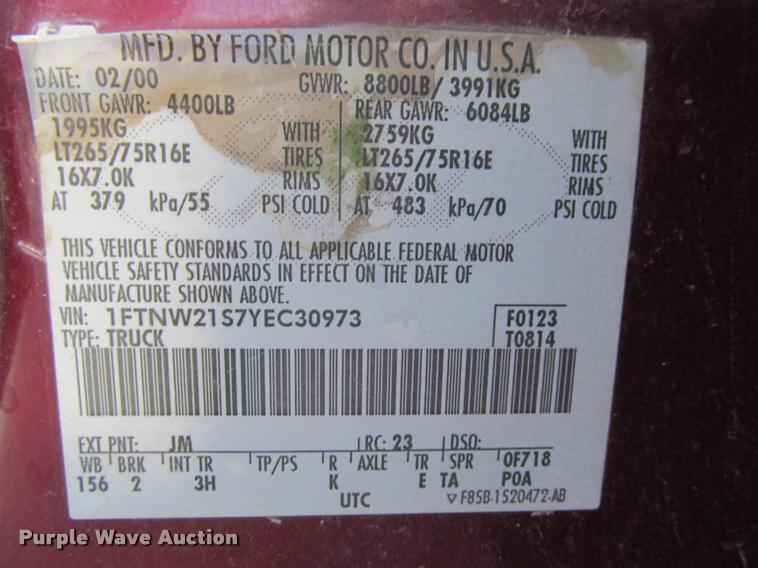 MFD. BY FORD MOTOR CO. IN U.S.A.
DATE: 02/00 GVWR: 8800LB/ 3991KG
FRONT GAWR: 4400LB REAR GAWR: 6084LB
1995KG WITH 2759KG WITH
LT265/75R16E TIRES LT265/75R16E TIRES
16X7.0K RIMS 16X7.0K RIMS
AT 379 kPa/55 PSI COLD AT 483 kPa/70 PSI COLD
THIS VEHICLE CONFORMS TO ALL APPLICABLE FEDERAL MOTOR
VEHICLE SAFETY STANDARDS IN EFFECT ON THE DATE OF
MANUFACTURE SHOWN ABOVE.
VIN: 1FTNW21S7YEC30973 F0123
TYPE: TRUCK T0814
EXT PNT: JM RC: 23 DSO:
WB BRK INT TR TP/PS R AXLE TR SPR 0F718
156 2 3H K E TA POA
UTC ▽F85B-1520472-AB
Purple Wave Auction